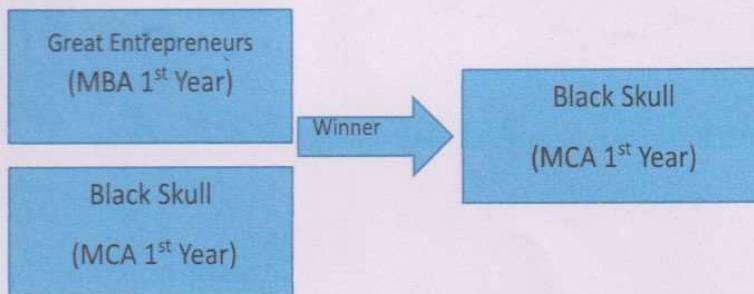 Great Entrepreneurs
(MBA 1st Year)
Winner
Black Skull
(MCA 1st Year)
Black Skull
(MCA 1st Year)